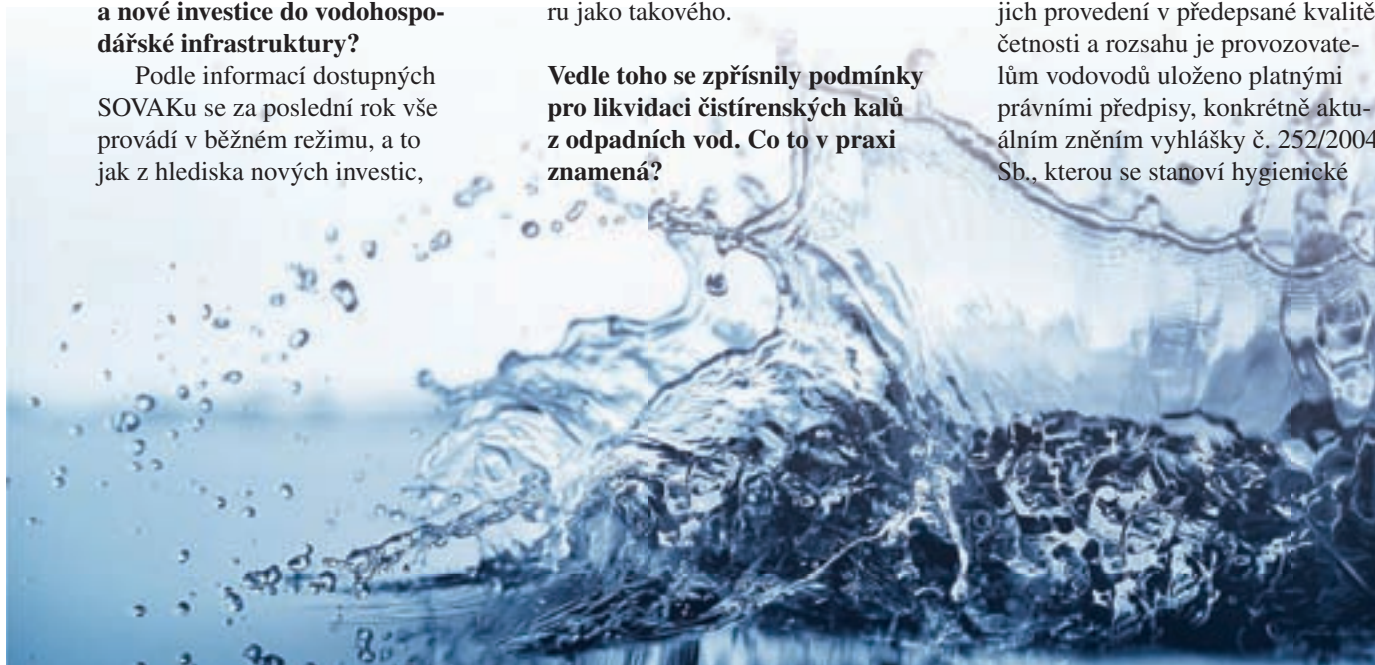 a nové investice do vodohospo-
dářské infrastruktury?
Podle informací dostupných
SOVAKu se za poslední rok vše
provádí v běžném režimu, a to
jak z hlediska nových investic,
ru jako takového.
Vedle toho se zpřísnily podmínky
pro likvidaci čistírenských kalů
z odpadních vod. Co to v praxi
znamená?
jich provedení v předepsané kvalitě
četnosti a rozsahu je provozovate-
lům vodovodů uloženo platnými
právními předpisy, konkrétně aktu-
álním zněním vyhlášky č. 252/2004
Sb., kterou se stanoví hygienické